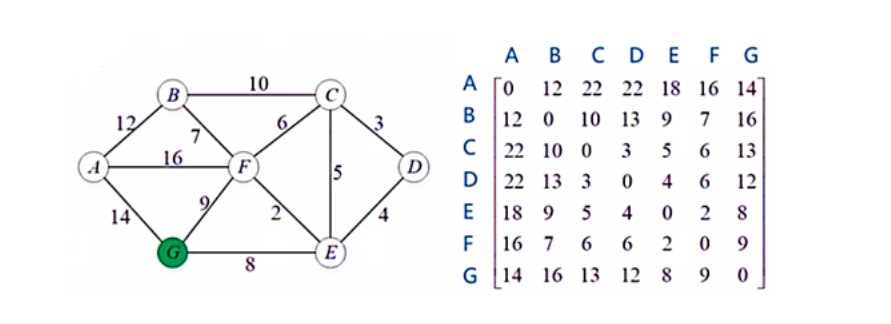 10
B C
12 7 6 3
16
A F 5 D
14 9 2 4
G E
8
A B C D E F G
A 0 12 22 22 18 16 14
B 12 0 10 13 9 7 16
C 22 10 0 3 5 6 13
D 22 13 3 0 4 6 12
E 18 9 5 4 0 2 8
F 16 7 6 6 2 0 9
G 14 16 13 12 8 9 0